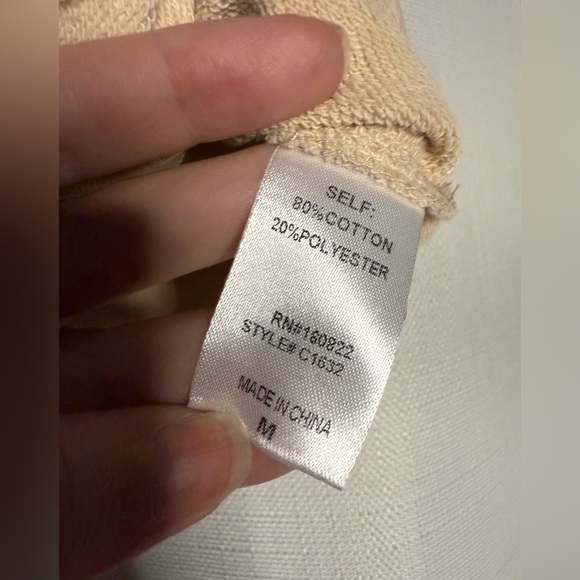 SELF:
80%COTTON
20%POLYESTER
RN#160822
STYLE# C1632
MADE IN CHINA
M